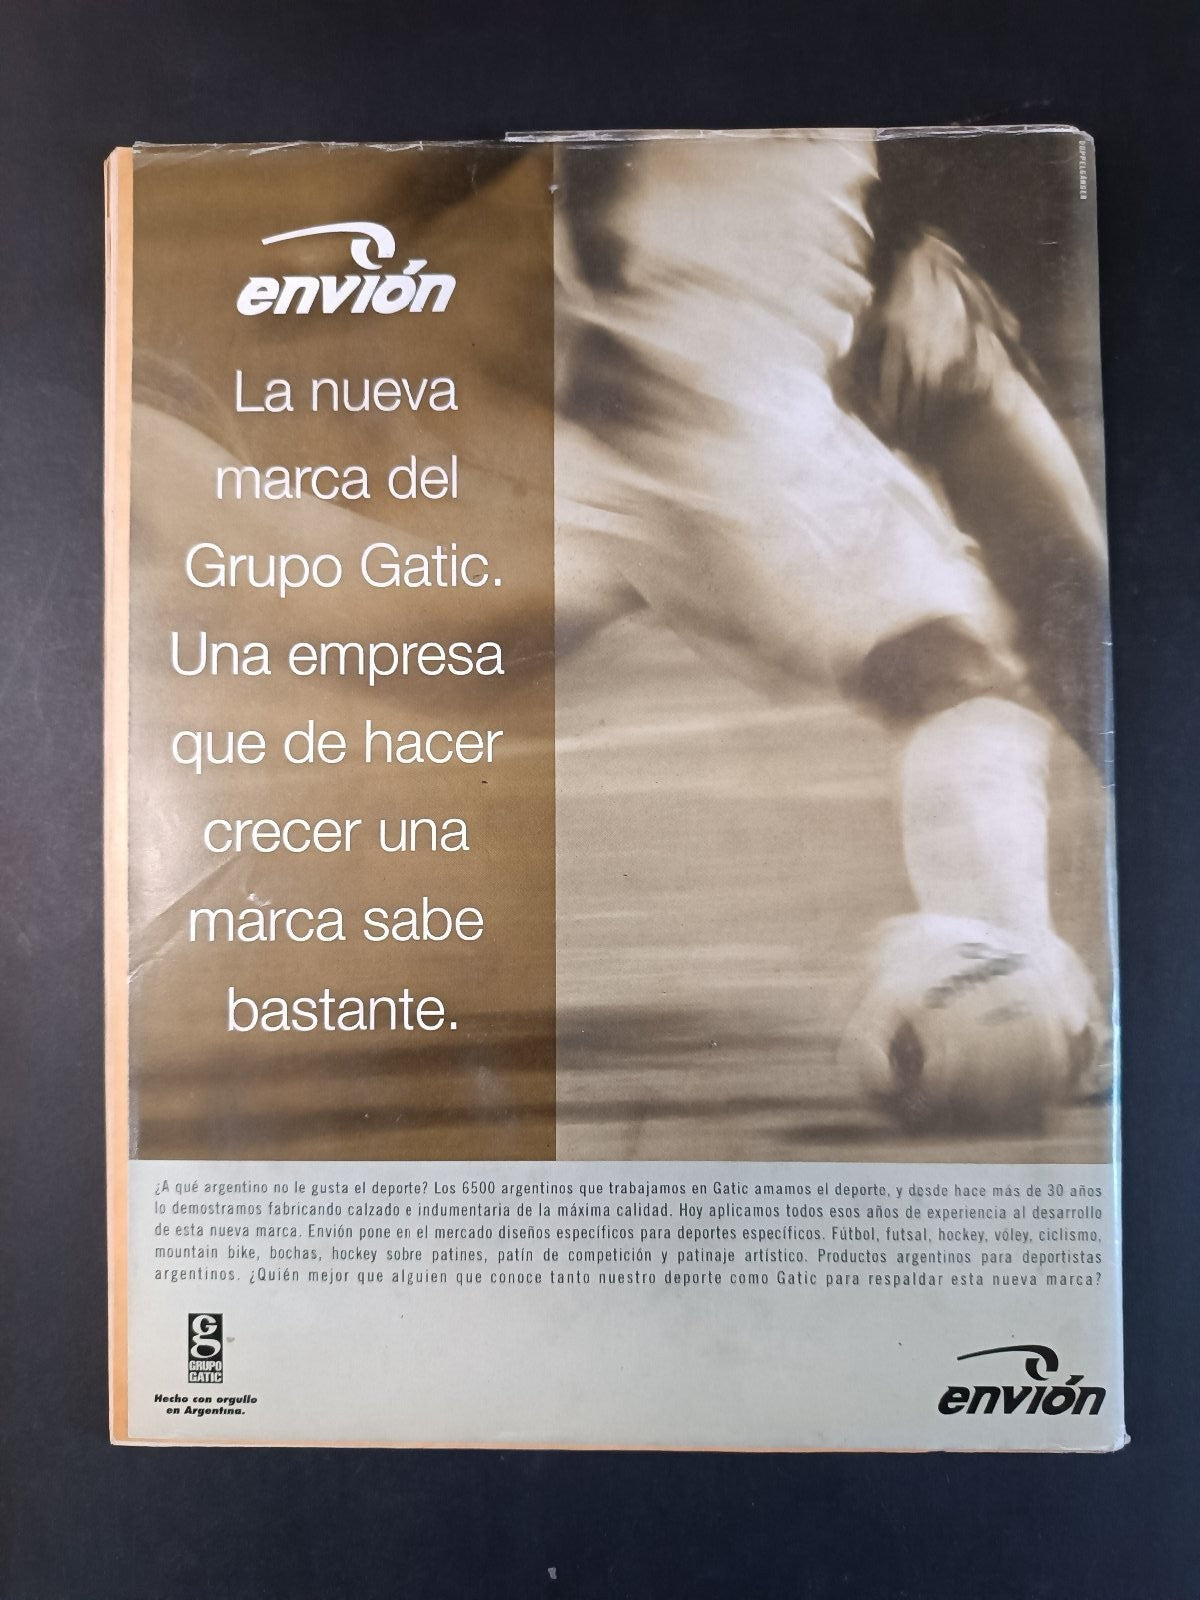 DOPPELGÄNGER
envión
La nueva
marca del
Grupo Gatic.
Una empresa
que de hacer
crecer una
marca sabe
bastante.
¿A qué argentino no le gusta el deporte? Los 6500 argentinos que trabajamos en Gatic amamos el deporte, y desde hace más de 30 años
lo demostramos fabricando calzado e indumentaria de la máxima calidad. Hoy aplicamos todos esos años de experiencia al desarrollo
de esta nueva marca. Envión pone en el mercado diseños específicos para deportes específicos. Fútbol, futsal, hockey, vóley, ciclismo,
mountain bike, bochas, hockey sobre patines, patín de competición y patinaje artístico. Productos argentinos para deportistas
argentinos. ¿Quién mejor que alguien que conoce tanto nuestro deporte como Gatic para respaldar esta nueva marca?
GRUPO
GATIC
Hecho con orgullo
en Argentina.
envión